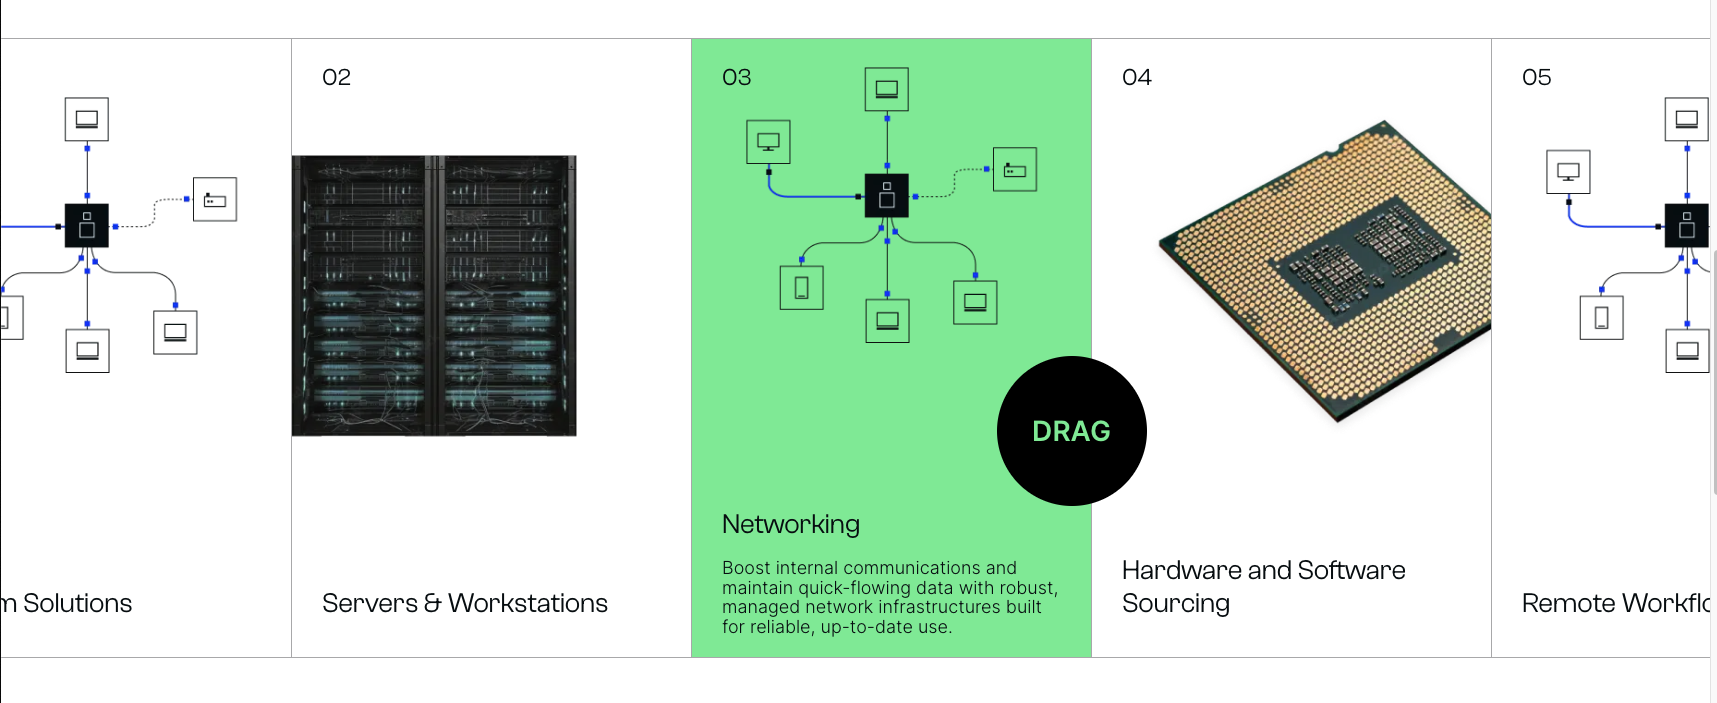 02
03
04
05
DRAG
m Solutions
Servers & Workstations
Networking
Boost internal communications and
maintain quick-flowing data with robust,
managed network infrastructures built
for reliable, up-to-date use.
Hardware and Software
Sourcing
Remote Workflo